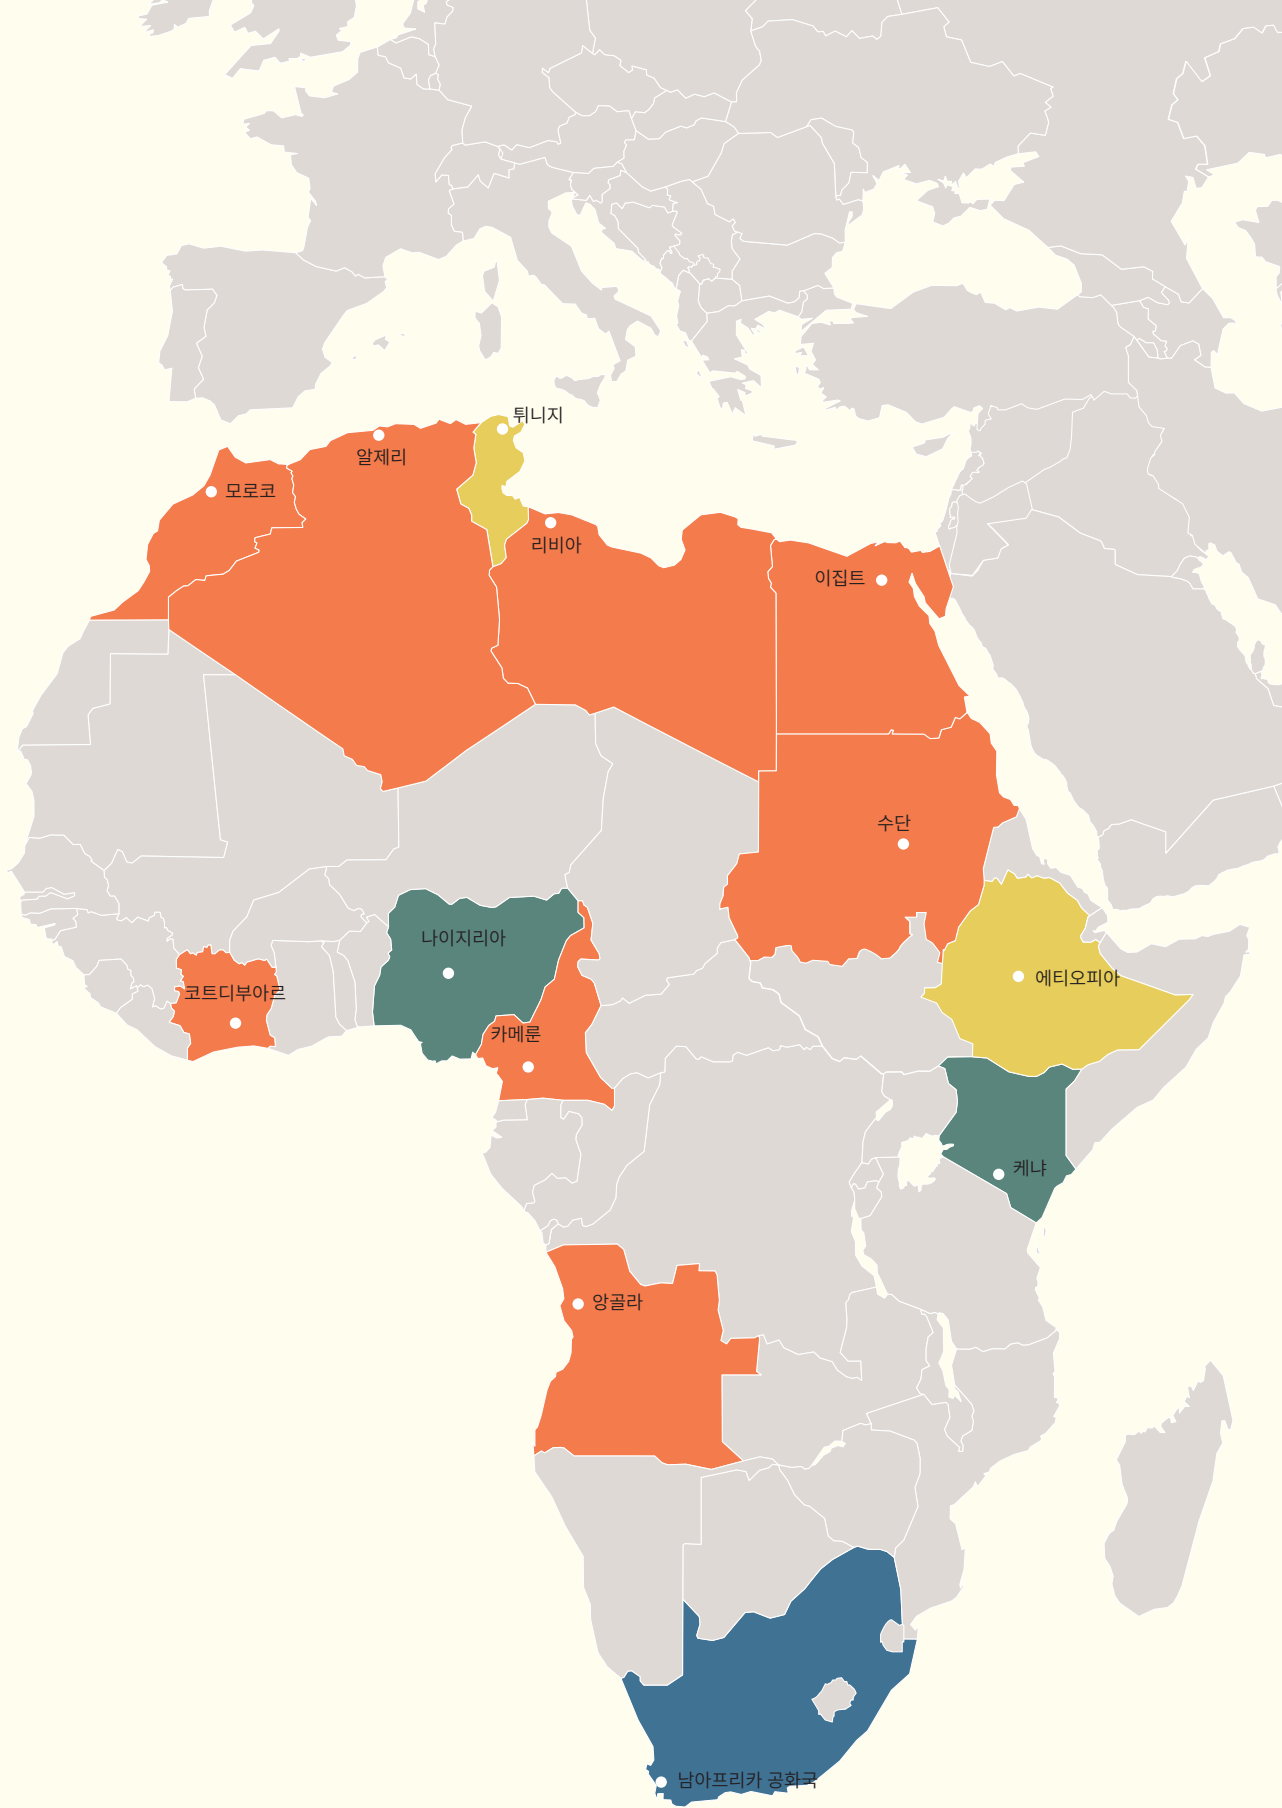 튀니지
알제리
모로코
리비아
이집트
수단
나이지리아
에티오피아
코트디부아르
카메룬
케냐
앙골라
남아프리카 공화국